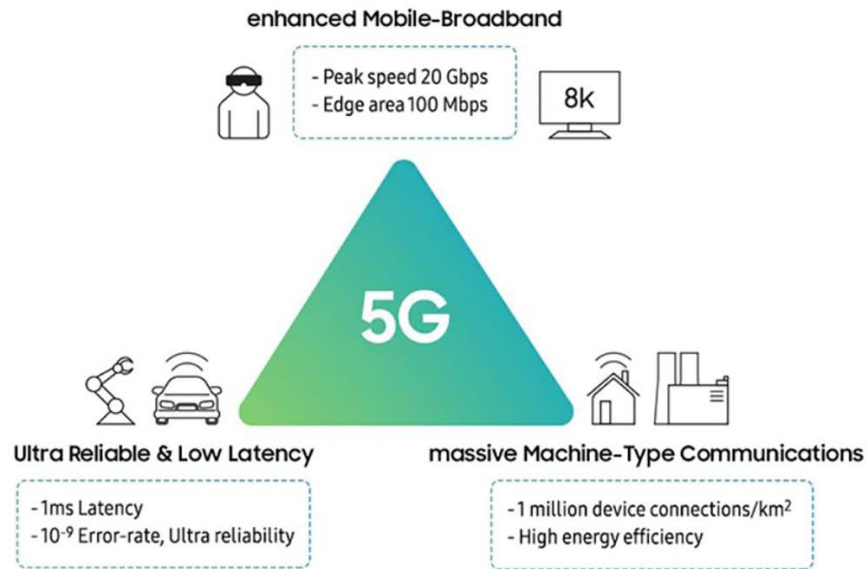 enhanced Mobile-Broadband
- Peak speed 20 Gbps
- Edge area 100 Mbps
8k
5G
Ultra Reliable & Low Latency
- 1ms Latency
- 10⁻⁹ Error-rate, Ultra reliability
massive Machine-Type Communications
- 1 million device connections/km²
- High energy efficiency